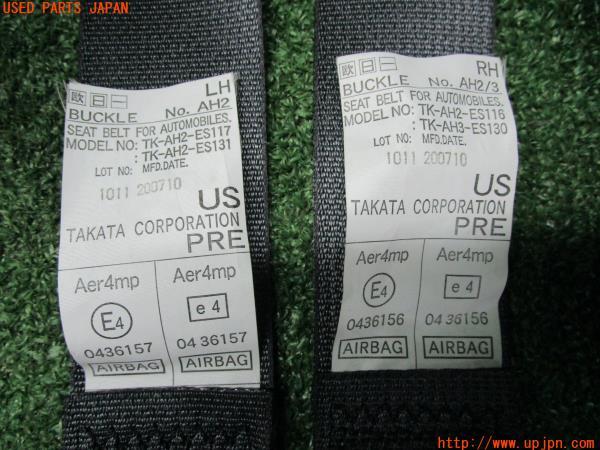 USED PARTS JAPAN
欧日一 LH
BUCKLE No. AH2
SEAT BELT FOR AUTOMOBILES.
MODEL NO: TK-AH2-ES117
: TK-AH2-ES131
LOT NO: MFD.DATE.
1011 200710
US
TAKATA CORPORATION
PRE
Aer4mp Aer4mp
E4 e 4
0436157 0436157
AIRBAG AIRBAG
欧日一 RH
BUCKLE No. AH2/3
SEAT BELT FOR AUTOMOBILES.
MODEL NO: TK-AH2-ES116
: TK-AH3-ES130
LOT NO: MFD.DATE.
1011 200710
US
TAKATA CORPORATION
PRE
Aer4mp Aer4mp
E4 e 4
0436156 0436156
AIRBAG AIRBAG
http://www.upjpn.com/